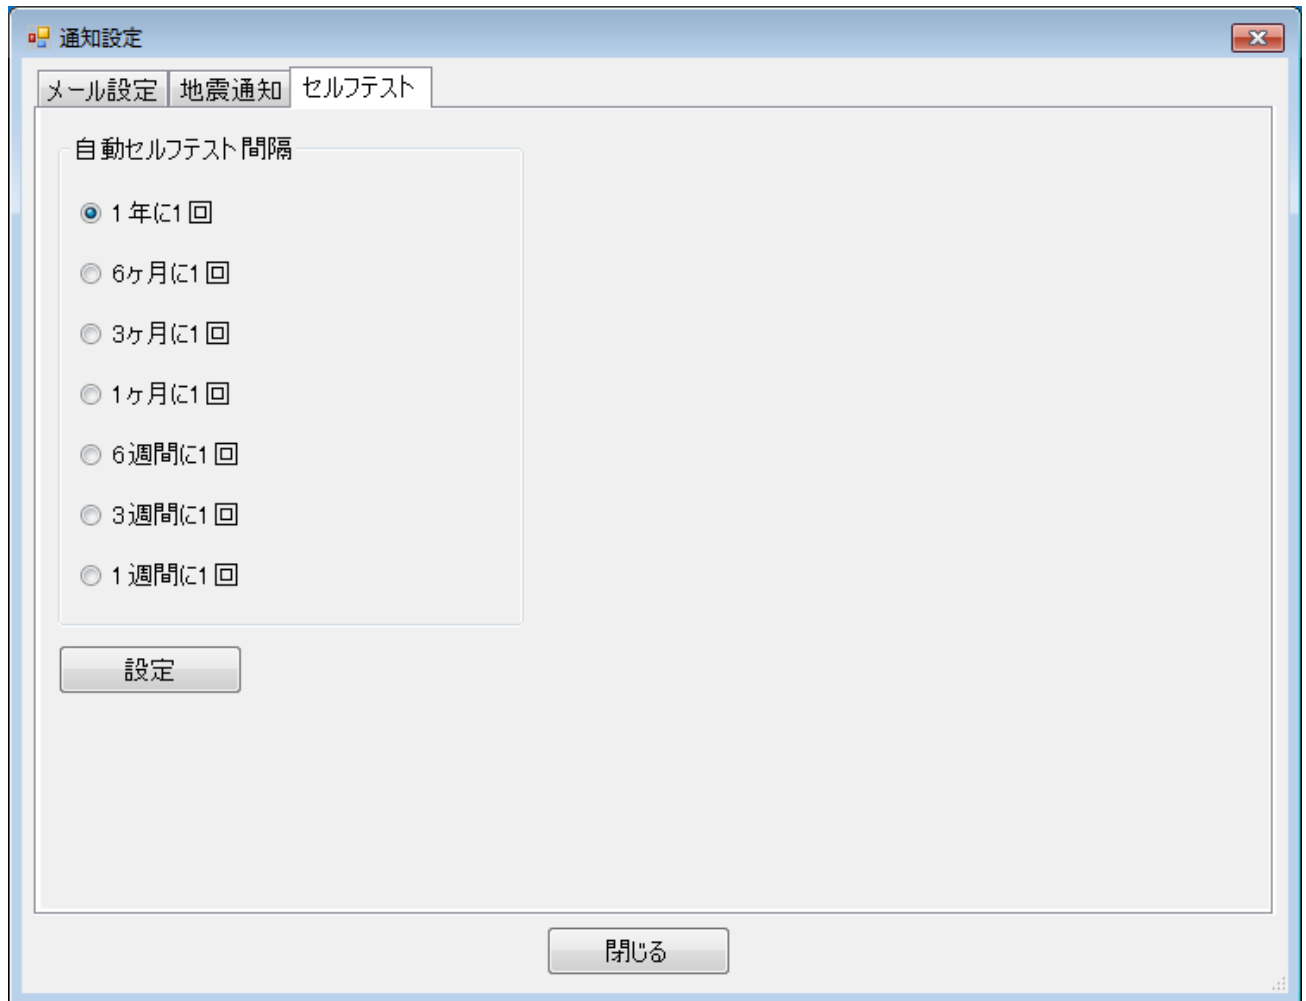 通知設定
メール設定 地震通知 セルフテスト
自動セルフテスト間隔
1年に1回
6ヶ月に1回
3ヶ月に1回
1ヶ月に1回
6週間に1回
3週間に1回
1週間に1回
設定
閉じる